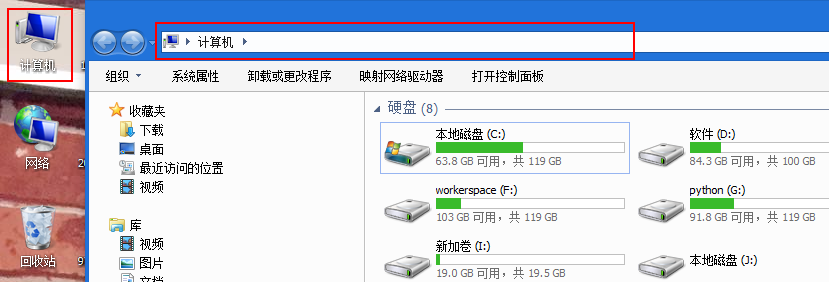 计算机
网络
回收站
计算机
组织
系统属性
卸载或更改程序
映射网络驱动器
打开控制面板
收藏夹
下载
桌面
最近访问的位置
视频
库
视频
图片
文档
硬盘 (8)
本地磁盘 (C:)
63.8 GB 可用，共 119 GB
软件 (D:)
84.3 GB 可用，共 100 GB
workerspace (F:)
103 GB 可用，共 119 GB
python (G:)
91.8 GB 可用，共 119 GB
新加卷 (I:)
19.0 GB 可用，共 19.5 GB
本地磁盘 (J:)